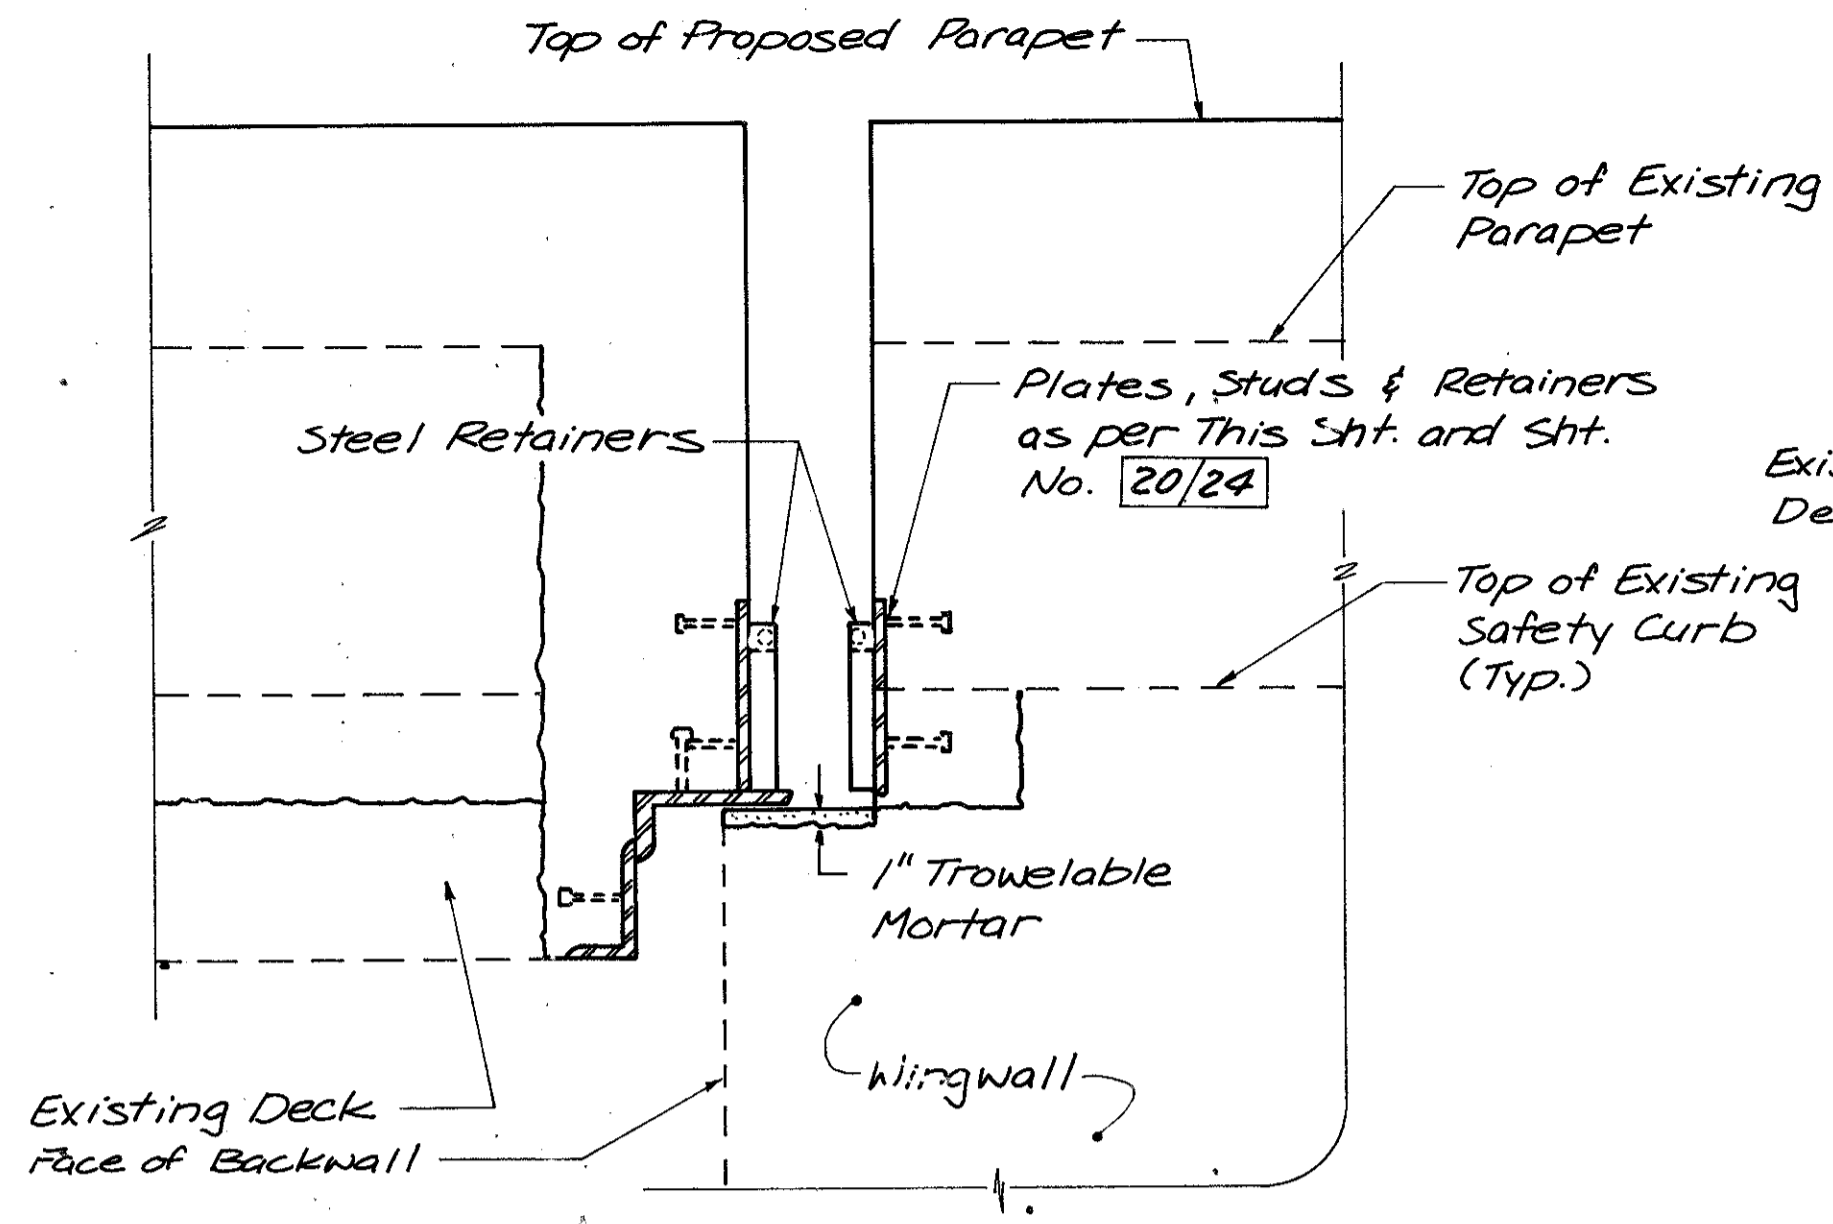 Top of Proposed Parapet
Top of Existing
Parapet
Plates, Studs & Retainers
as per This Sht. and Sht.
No. 20/24
Steel Retainers
Top of Existing
Safety Curb
(Typ.)
1" Trowelable
Mortar
Wingwall
Existing Deck
Face of Backwall